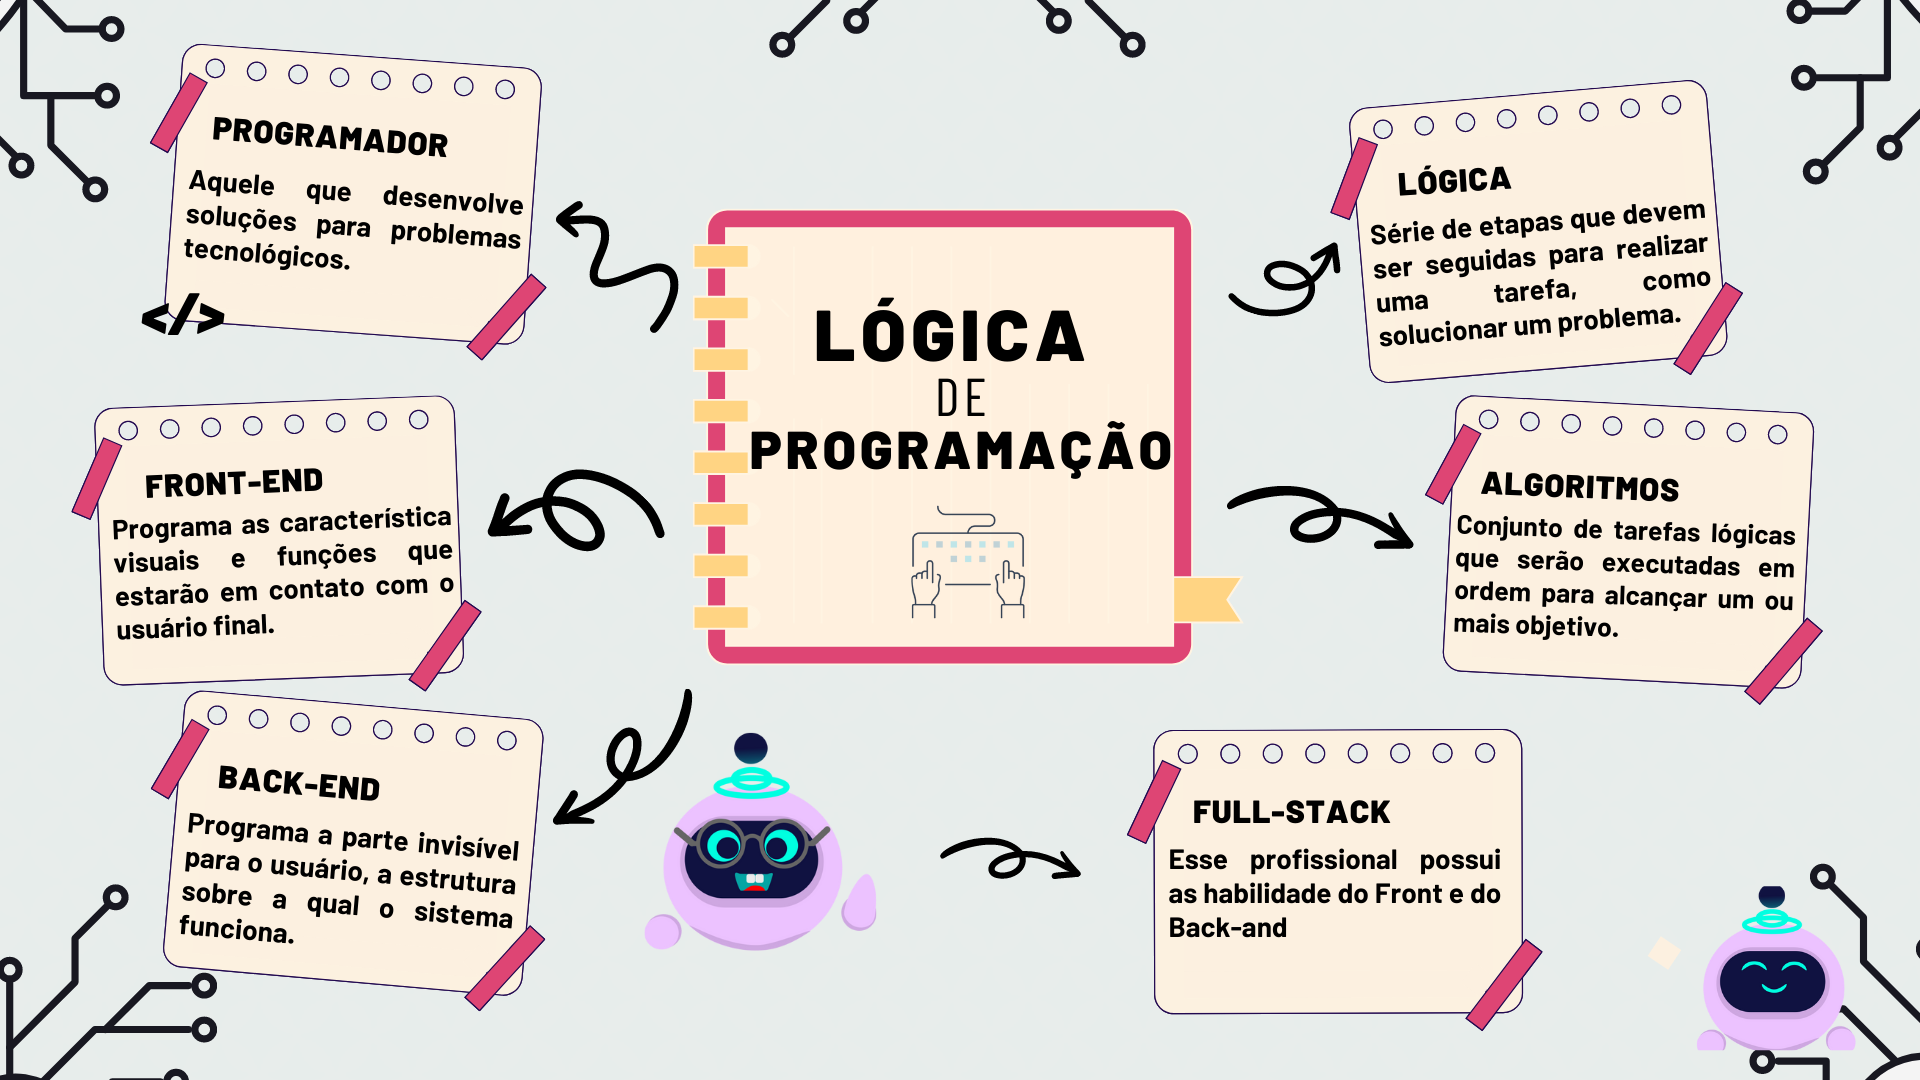 PROGRAMADOR
Aquele que desenvolve
soluções para problemas
tecnológicos.
</>
FRONT-END
Programa as característica
visuais e funções que
estarão em contato com o
usuário final.
BACK-END
Programa a parte invisível
para o usuário, a estrutura
sobre a qual o sistema
funciona.
LÓGICA
DE
PROGRAMAÇÃO
LÓGICA
Série de etapas que devem
ser seguidas para realizar
uma tarefa, como
solucionar um problema.
ALGORITMOS
Conjunto de tarefas lógicas
que serão executadas em
ordem para alcançar um ou
mais objetivo.
FULL-STACK
Esse profissional possui
as habilidade do Front e do
Back-and